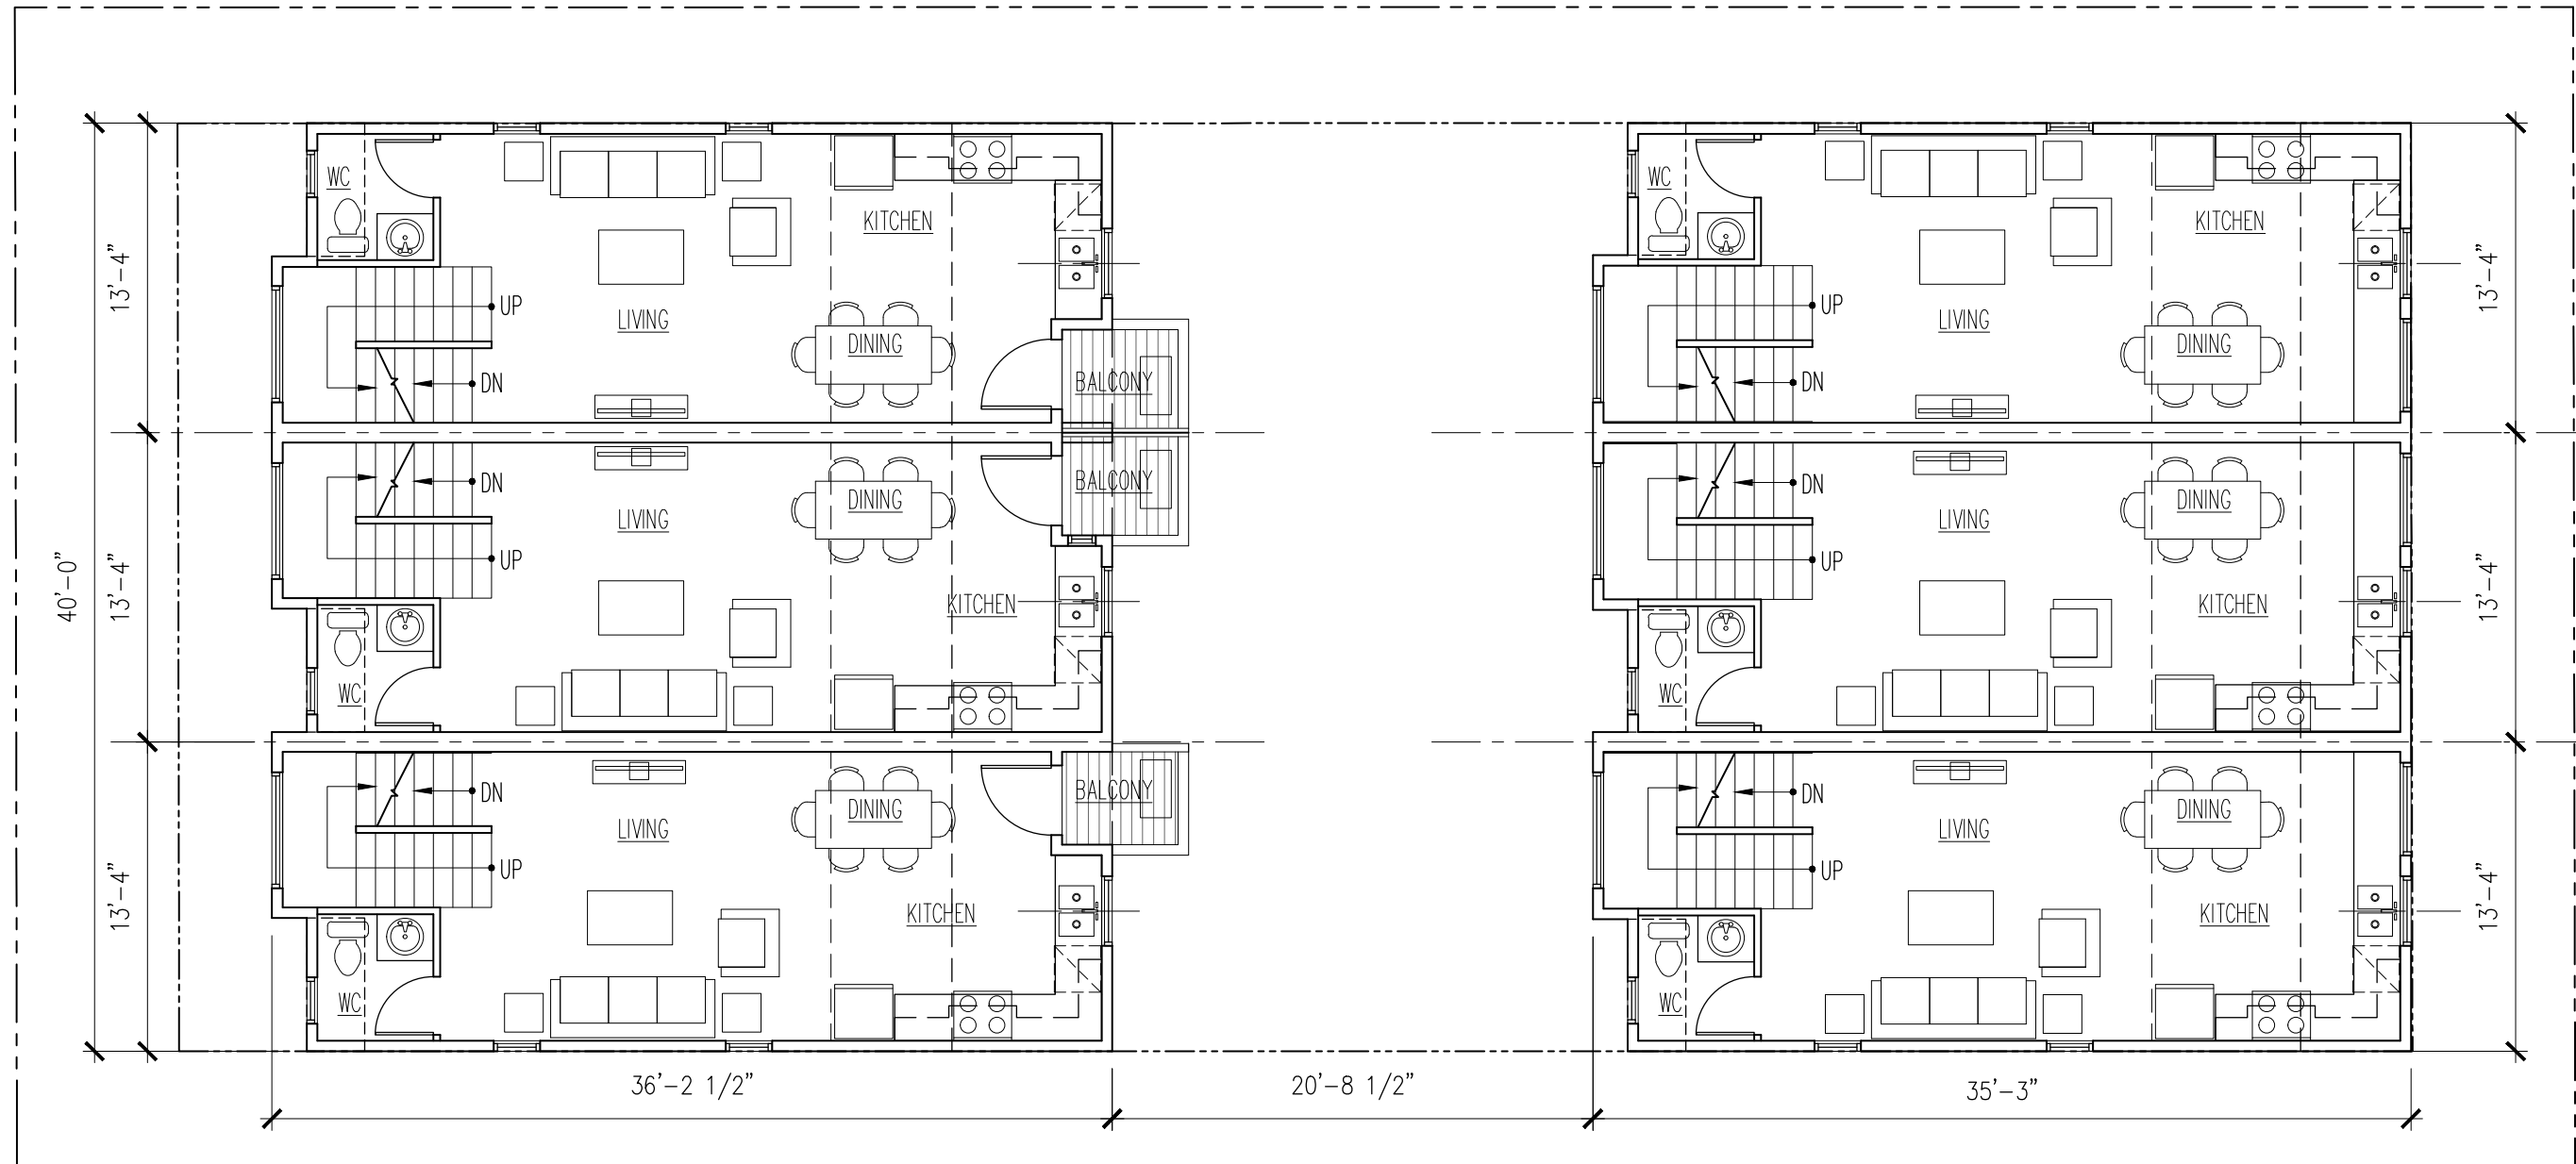 WC
KITCHEN
UP
LIVING
DINING
DN
BALCONY
WC
KITCHEN
UP
LIVING
DINING
DN
13'-4"
13'-4"
DN
LIVING
DINING
BALCONY
UP
KITCHEN
WC
DN
LIVING
DINING
UP
KITCHEN
WC
40'-0"
13'-4"
13'-4"
DN
LIVING
DINING
BALCONY
UP
KITCHEN
WC
DN
LIVING
DINING
UP
KITCHEN
WC
13'-4"
13'-4"
36'-2 1/2"
20'-8 1/2"
35'-3"